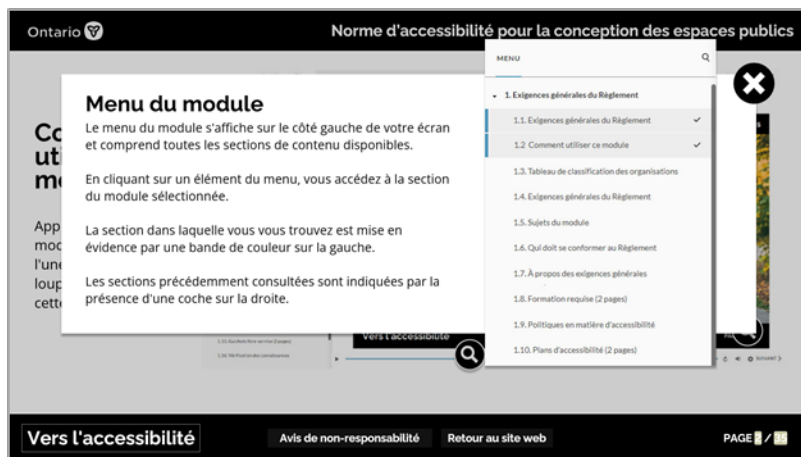 Ontario
Norme d'accessibilité pour la conception des espaces publics
Menu du module
Le menu du module s'affiche sur le côté gauche de votre écran
et comprend toutes les sections de contenu disponibles.
En cliquant sur un élément du menu, vous accédez à la section
du module sélectionnée.
La section dans laquelle vous vous trouvez est mise en
évidence par une bande de couleur sur la gauche.
Les sections précédemment consultées sont indiquées par la
présence d'une coche sur la droite.
MENU
1. Exigences générales du Règlement
1.1. Exigences générales du Règlement
1.2 Comment utiliser ce module
1.3. Tableau de classification des organisations
1.4. Exigences générales du Règlement
1.5. Sujets du module
1.6. Qui doit se conformer au Règlement
1.7. À propos des exigences générales
1.8. Formation requise (2 pages)
1.9. Politiques en matière d'accessibilité
1.10. Plans d'accessibilité (2 pages)
Co
uti
me
App
mod
l'une
loup
cette
Vers l'accessibilité
SUIVANT
Vers l'accessibilité
Avis de non-responsabilité
Retour au site web
PAGE 2 / 35